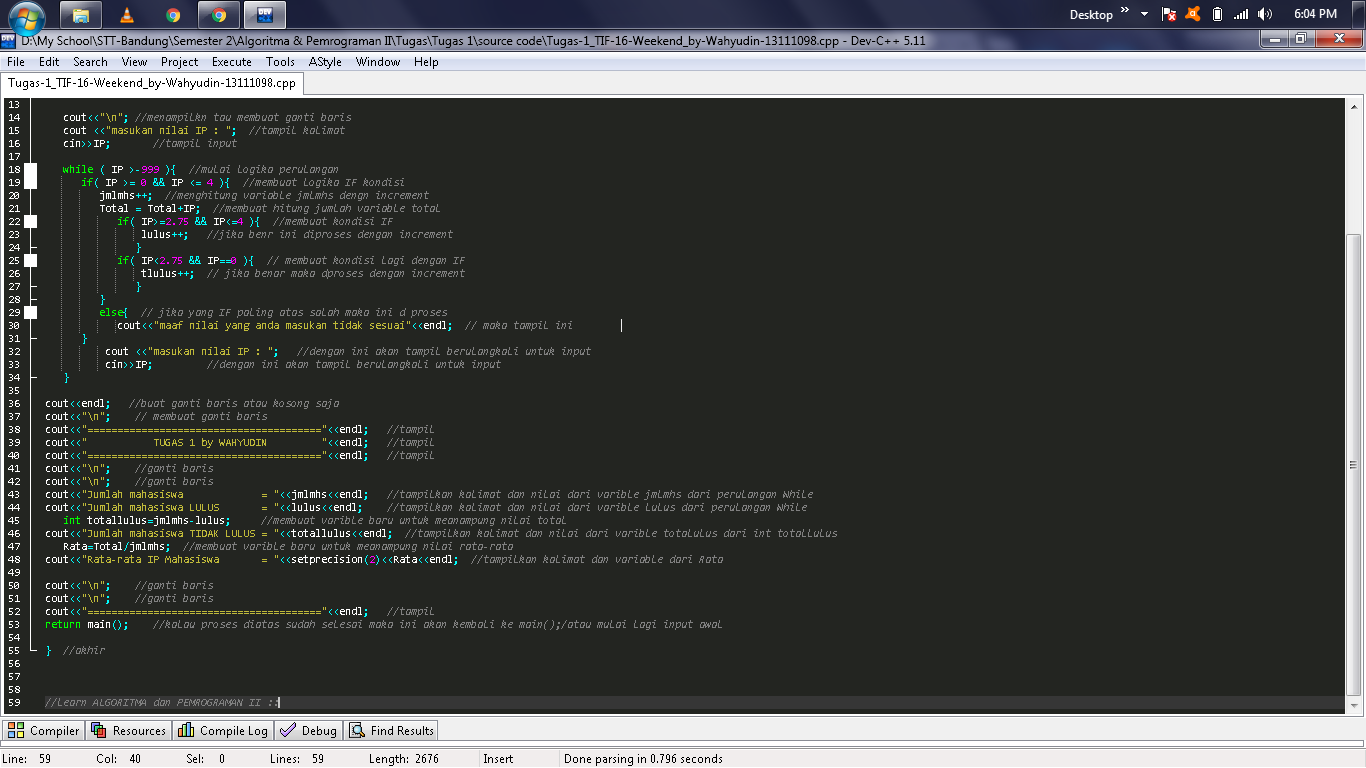 Desktop » 6:04 PM
D:\My School\STT-Bandung\Semester 2\Algoritma & Pemrograman II\Tugas\Tugas 1\source code\Tugas-1_TIF-16-Weekend_by-Wahyudin-13111098.cpp - Dev-C++ 5.11
File Edit Search View Project Execute Tools AStyle Window Help
Tugas-1_TIF-16-Weekend_by-Wahyudin-13111098.cpp
13
14 cout<<"\n"; //menampilkn tau membuat ganti baris
15 cout <<"masukan nilai IP : "; //tampil kalimat
16 cin>>IP; //tampil input
17
18 while ( IP >-999 ){ //mulai logika perulangan
19 if( IP >= 0 && IP <= 4 ){ //membuat logika IF kondisi
20 jmlmhs++; //menghitung variable jmlmhs dengn increment
21 Total = Total+IP; //membuat hitung jumlah variable total
22 if( IP>=2.75 && IP<=4 ){ //membuat kondisi IF
23 lulus++; //jika benr ini diproses dengan increment
24 }
25 if( IP<2.75 && IP==0 ){ // membuat kondisi lagi dengan IF
26 tlulus++; // jika benar maka dproses dengan increment
27 }
28 }
29 else{ // jika yang IF paling atas salah maka ini d proses
30 cout<<"maaf nilai yang anda masukan tidak sesuai"<<endl; // maka tampil ini
31 }
32 cout <<"masukan nilai IP : "; //dengan ini akan tampil berulangkali untuk input
33 cin>>IP; //dengan ini akan tampil berulangkali untuk input
34 }
35
36 cout<<endl; //buat ganti baris atau kosong saja
37 cout<<"\n"; // membuat ganti baris
38 cout<<"======================================="<<endl; //tampil
39 cout<<" TUGAS 1 by WAHYUDIN "<<endl; //tampil
40 cout<<"======================================="<<endl; //tampil
41 cout<<"\n"; //ganti baris
42 cout<<"\n"; //ganti baris
43 cout<<"Jumlah mahasiswa = "<<jmlmhs<<endl; //tampilkan kalimat dan nilai dari varible jmlmhs dari perulangan While
44 cout<<"Jumlah mahasiswa LULUS = "<<lulus<<endl; //tampilkan kalimat dan nilai dari varible lulus dari perulangan While
45 int totallulus=jmlmhs-lulus; //membuat varible baru untuk meanampung nilai total
46 cout<<"Jumlah mahasiswa TIDAK LULUS = "<<totallulus<<endl; //tampilkan kalimat dan nilai dari varible totalulus dari int totallulus
47 Rata=Total/jmlmhs; //membuat varible baru untuk meanampung nilai rata-rata
48 cout<<"Rata-rata IP Mahasiswa = "<<setprecision(2)<<Rata<<endl; //tampilkan kalimat dan variable dari Rata
49
50 cout<<"\n"; //ganti baris
51 cout<<"\n"; //ganti baris
52 cout<<"======================================="<<endl; //tampil
53 return main(); //kalau proses diatas sudah selesai maka ini akan kembali ke main();/atau mulai lagi input awal
54
55 } //akhir
56
57
58
59 //Learn ALGORITMA dan PEMROGRAMAN II ::
Compiler Resources Compile Log Debug Find Results
Line: 59 Col: 40 Sel: 0 Lines: 59 Length: 2676 Insert Done parsing in 0.796 seconds